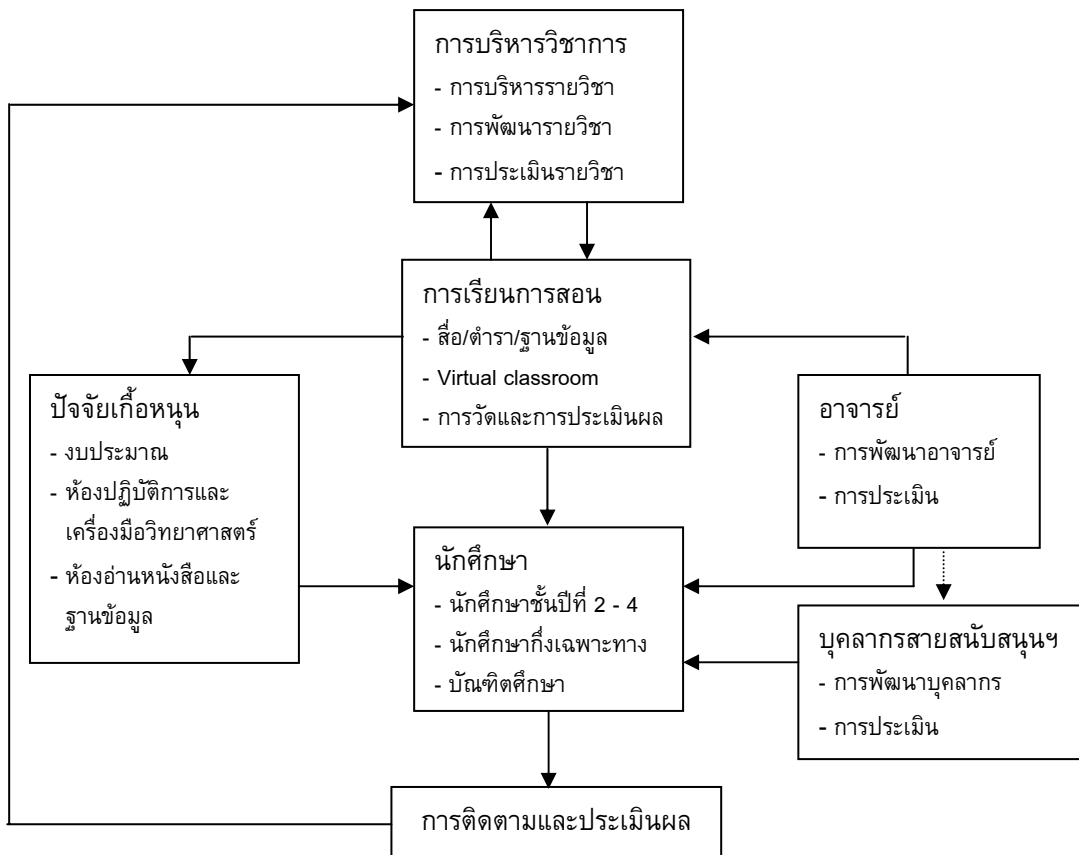 การบริหารวิชาการ
- การบริหารรายวิชา
- การพัฒนารายวิชา
- การประเมินรายวิชา
การเรียนการสอน
- สื่อ/ตำรา/ฐานข้อมูล
- Virtual classroom
- การวัดและการประเมินผล
ปัจจัยเกื้อหนุน
- งบประมาณ
- ห้องปฏิบัติการและ
เครื่องมือวิทยาศาสตร์
- ห้องอ่านหนังสือและ
ฐานข้อมูล
อาจารย์
- การพัฒนาอาจารย์
- การประเมิน
นักศึกษา
- นักศึกษาชั้นปีที่ 2 - 4
- นักศึกษากึ่งเฉพาะทาง
- บัณฑิตศึกษา
บุคลากรสายสนับสนุนฯ
- การพัฒนาบุคลากร
- การประเมิน
การติดตามและประเมินผล